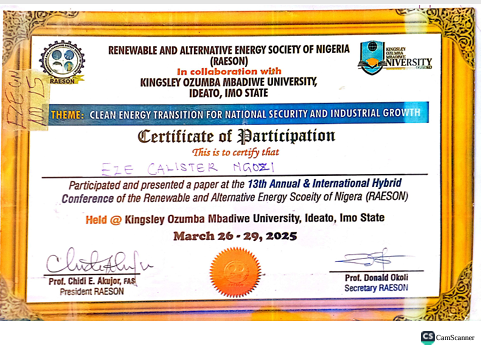 RENEWABLE AND ALTERNATIVE ENERGY SOCIETY OF NIGERIA
(RAESON)
In collaboration with
KINGSLEY OZUMBA MBADIWE UNIVERSITY,
IDEATO, IMO STATE
RAESON
KINGSLEY
OZUMBA
MBADIWE
UNIVERSITY
THEME: CLEAN ENERGY TRANSITION FOR NATIONAL SECURITY AND INDUSTRIAL GROWTH
Certificate of Participation
This is to certify that
EZE CALISTER NGOZI
Participated and presented a paper at the 13th Annual & International Hybrid
Conference of the Renewable and Alternative Energy Scoeity of Nigera (RAESON)
Held @ Kingsley Ozumba Mbadiwe University, Ideato, Imo State
March 26 - 29, 2025
Prof. Chidi E. Akujor, FAS
President RAESON
Prof. Donald Okoli
Secretary RAESON
CS CamScanner